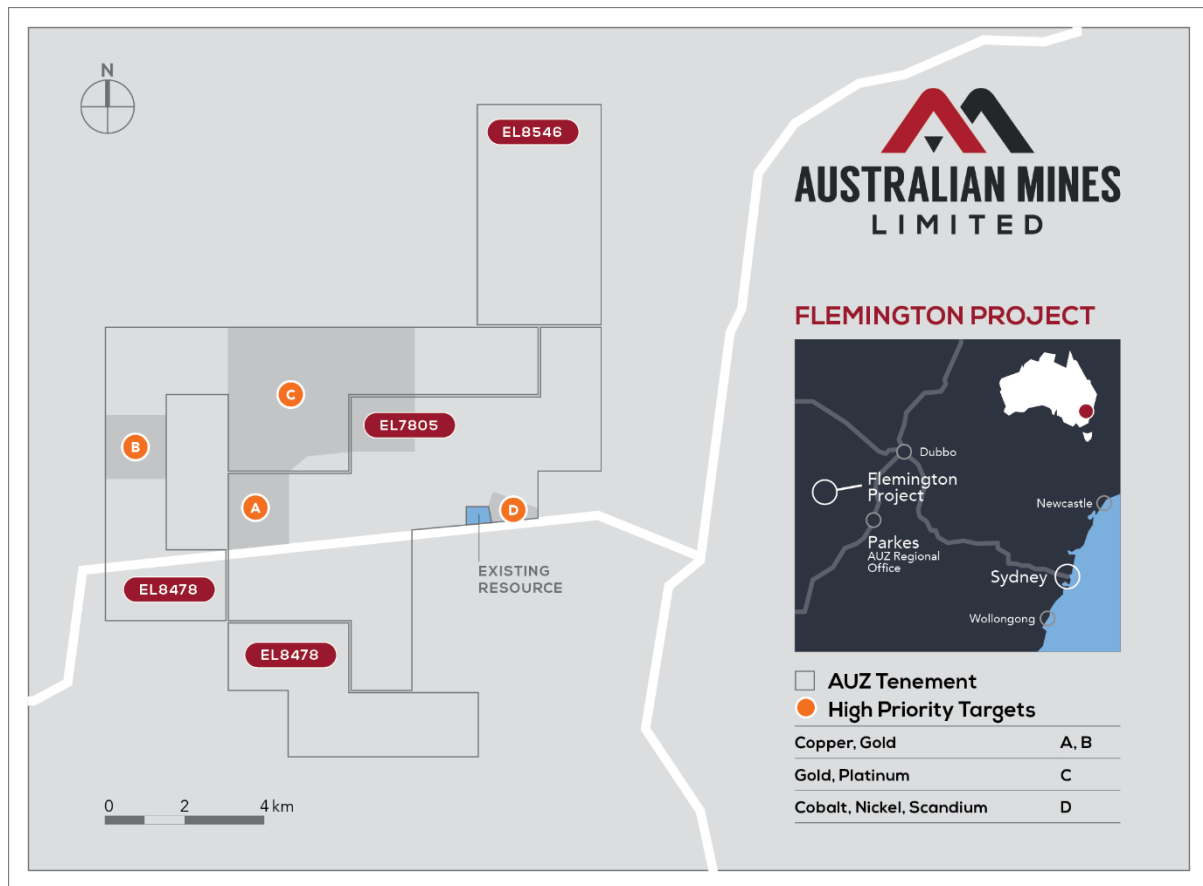 N
EL8546
C
EL7805
B
A
D
EXISTING
RESOURCE
EL8478
EL8478
0 2 4 km
AUSTRALIAN MINES
LIMITED
FLEMINGTON PROJECT
Dubbo
Flemington
Project
Newcastle
Parkes
AUZ Regional
Office
Sydney
Wollongong
AUZ Tenement
High Priority Targets
Copper, Gold A, B
Gold, Platinum C
Cobalt, Nickel, Scandium D